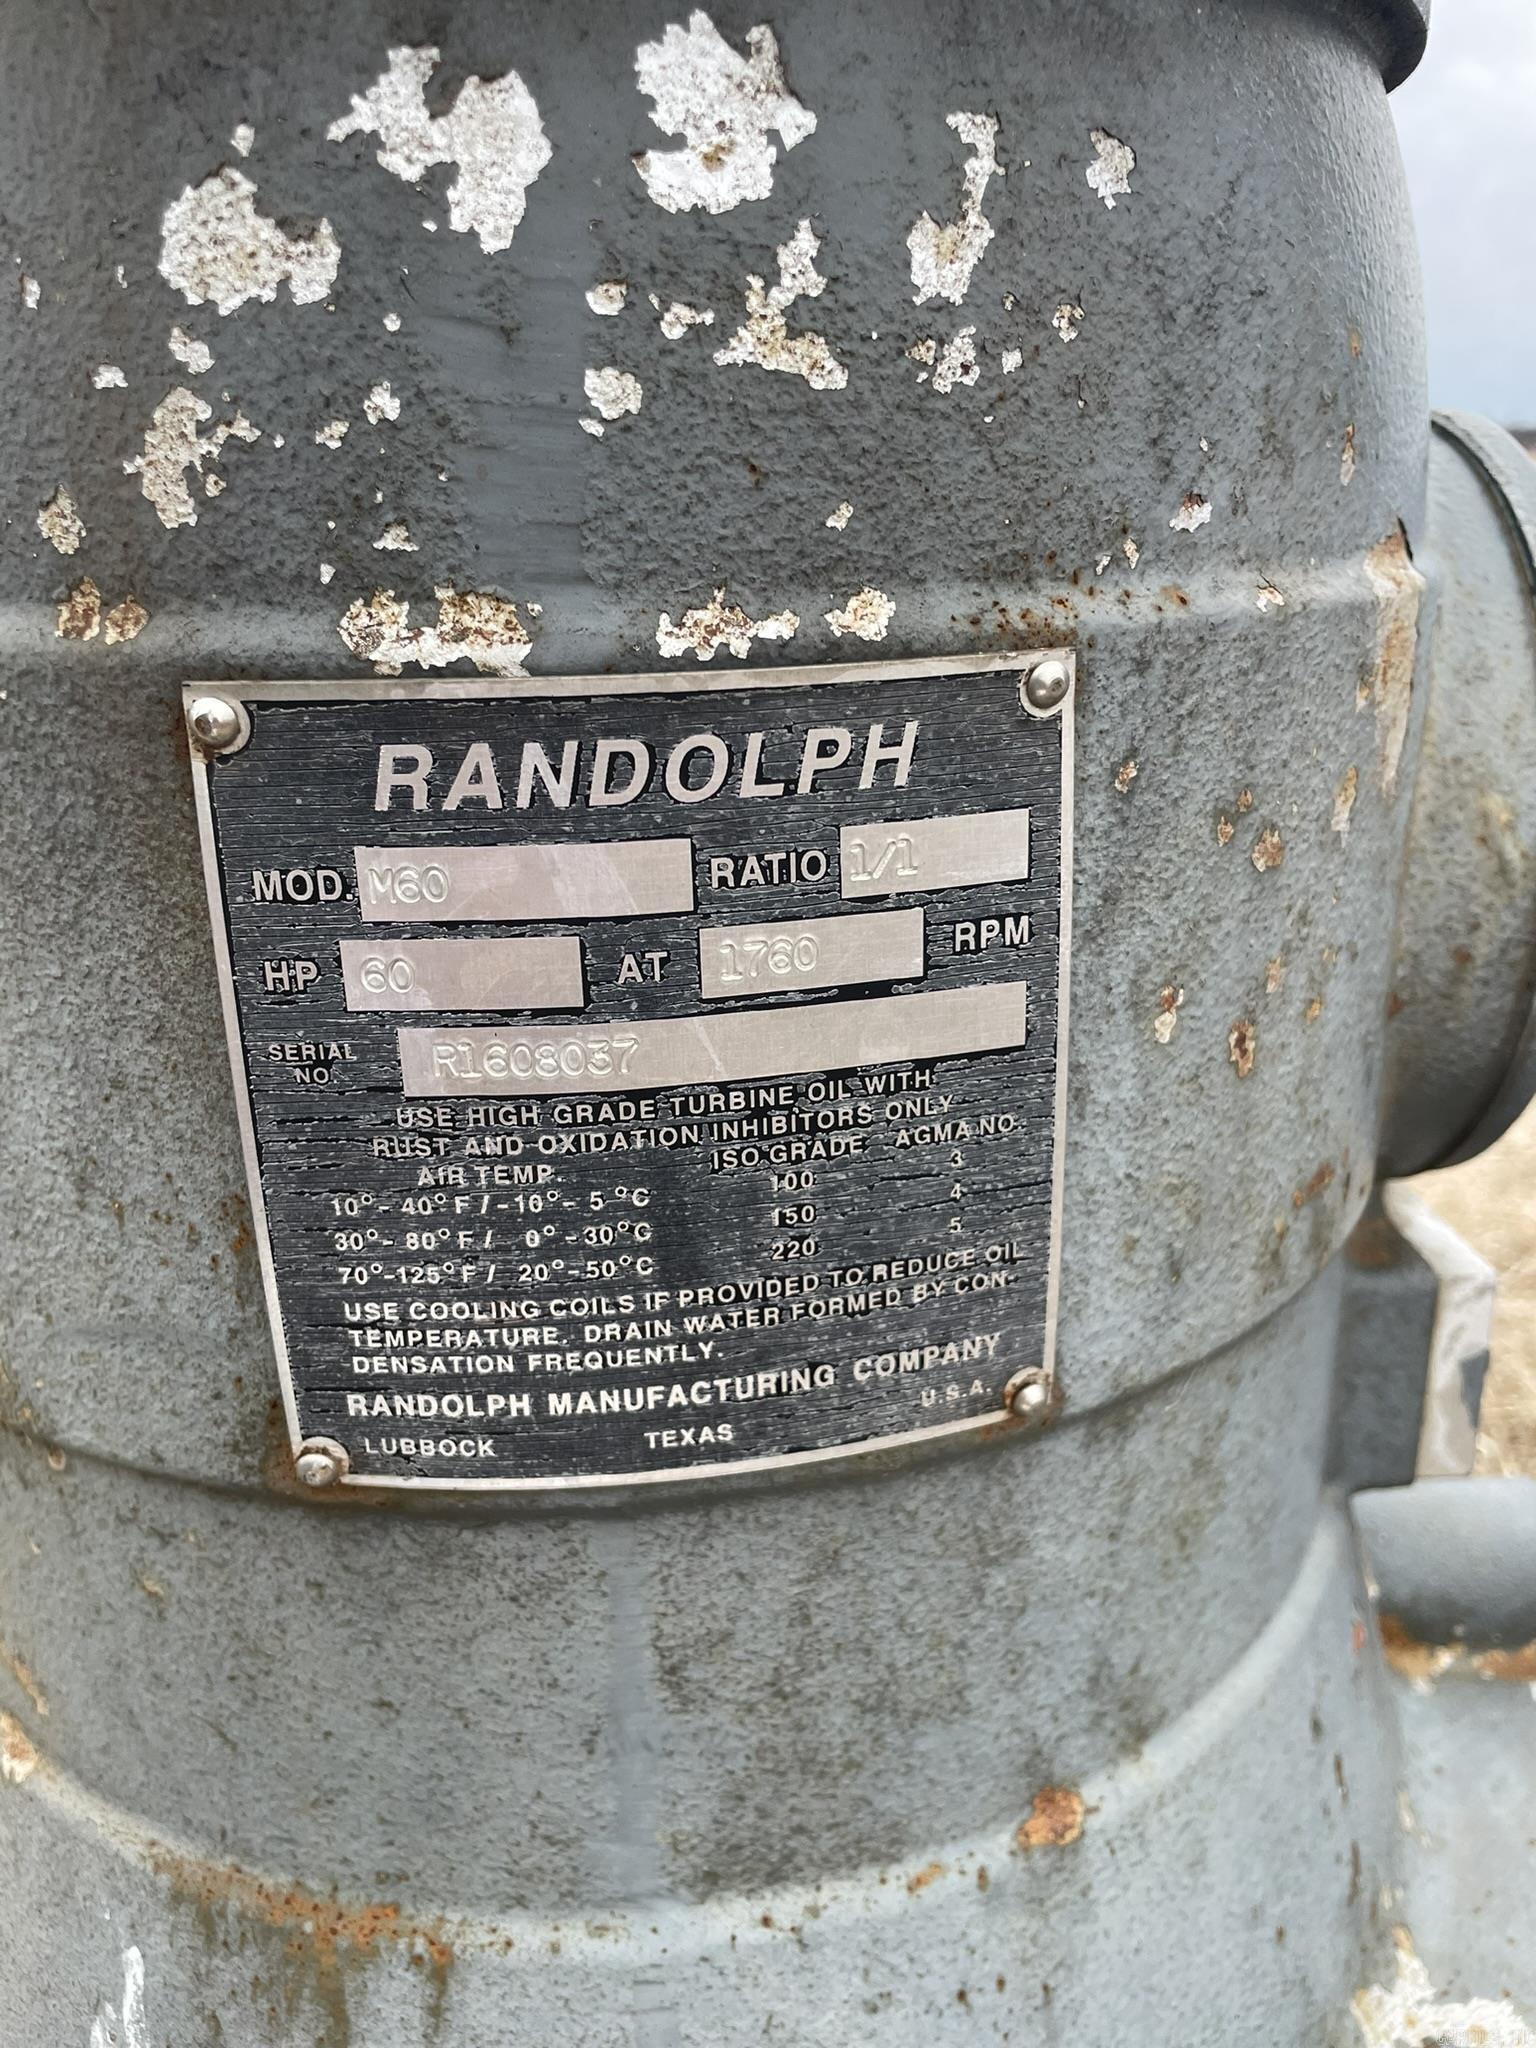 RANDOLPH
MOD. M60 RATIO 1/1
HP 60 AT 1760 RPM
SERIAL NO. R1608037
USE HIGH GRADE TURBINE OIL WITH
RUST AND OXIDATION INHIBITORS ONLY
AIR TEMP. ISO GRADE AGMA NO.
10°- 40°F / -10°- 5 °C 100 3
30°- 80°F / 0° -30°C 150 4
70°-125°F / 20°-50°C 220 5
USE COOLING COILS IF PROVIDED TO REDUCE OIL
TEMPERATURE. DRAIN WATER FORMED BY CON-
DENSATION FREQUENTLY.
RANDOLPH MANUFACTURING COMPANY
LUBBOCK TEXAS U.S.A.